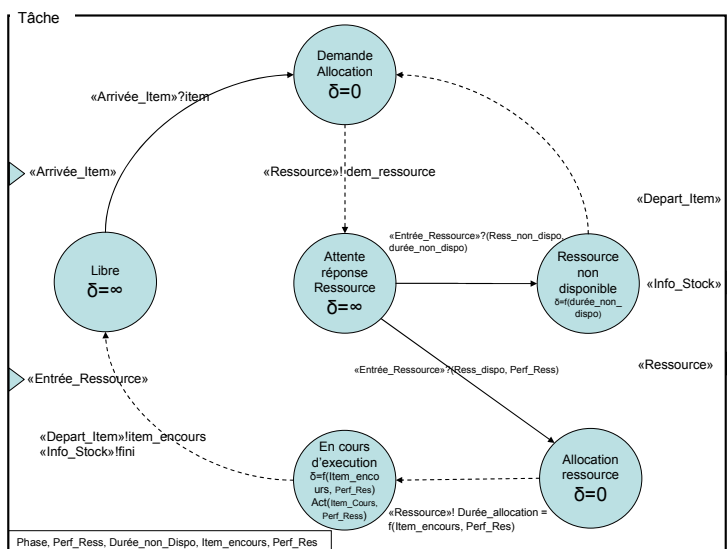 Tâche
Demande
Allocation
δ=0
«Arrivée_Item»?item
«Arrivée_Item»
«Ressource»! dem_ressource
«Depart_Item»
«Entrée_Ressource»?(Ress_non_dispo,
durée_non_dispo)
Libre
δ=∞
Attente
réponse
Ressource
δ=∞
Ressource
non
disponible
δ=f(durée_non_
dispo)
«Info_Stock»
«Ressource»
«Entrée_Ressource»
«Entrée_Ressource»?(Ress_dispo, Perf_Ress)
«Depart_Item»!item_encours
«Info_Stock»!fini
En cours
d'execution
δ=f(Item_enco
urs, Perf_Res)
Act(Item_Cours,
Perf_Ress)
Allocation
ressource
δ=0
«Ressource»! Durée_allocation =
f(Item_encours, Perf_Res)
Phase, Perf_Ress, Durée_non_Dispo, Item_encours, Perf_Res